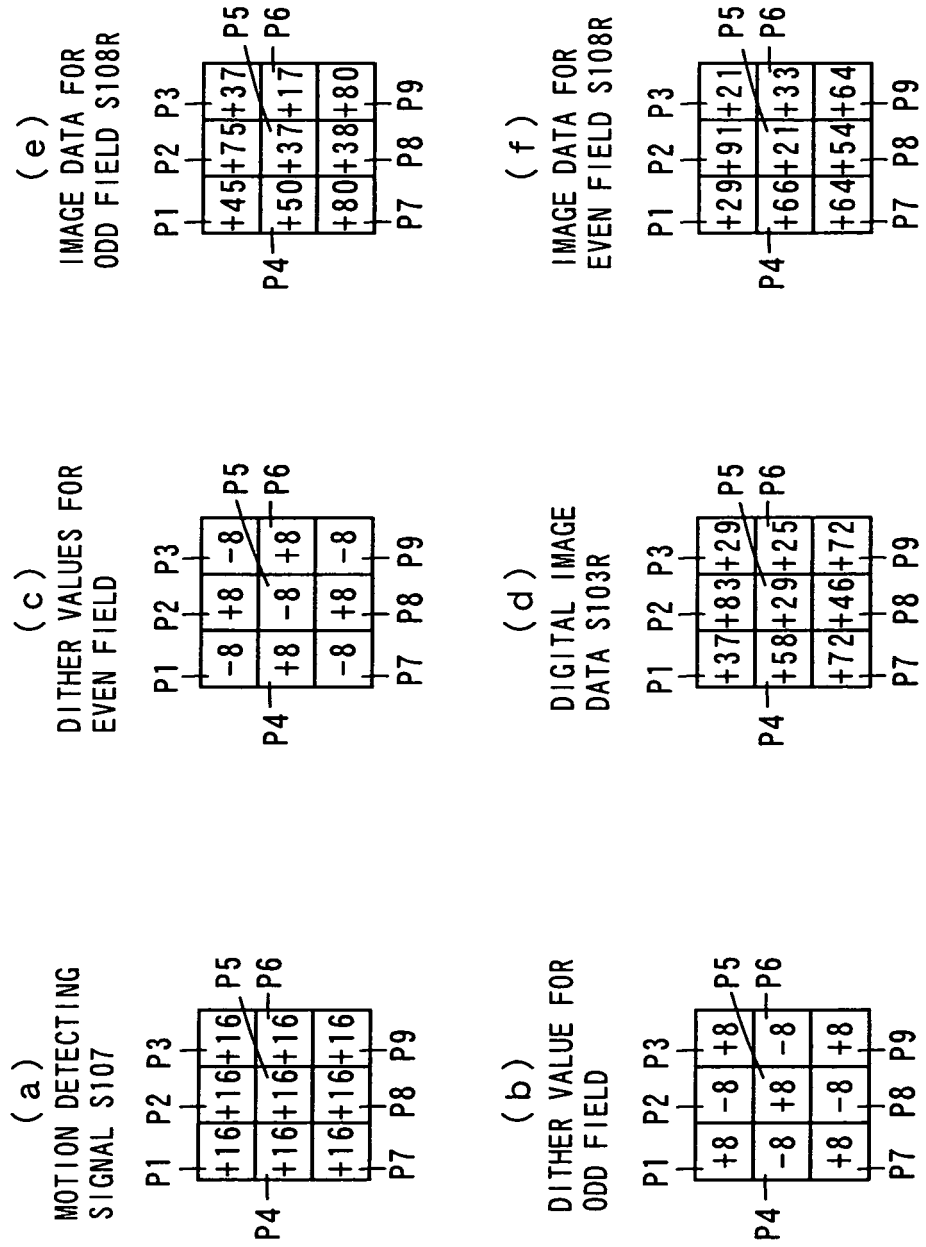 (a)
MOTION DETECTING
SIGNAL S107
P1 P2 P3
+16 +16 +16
P4 +16 +16 +16 P5 P6
+16 +16 +16
P7 P8 P9
(b)
DITHER VALUE FOR
ODD FIELD
P1 P2 P3
+8 -8 +8
P4 -8 +8 -8 P5 P6
+8 -8 +8
P7 P8 P9
(c)
DITHER VALUES FOR
EVEN FIELD
P1 P2 P3
-8 +8 -8
P4 +8 -8 +8 P5 P6
-8 +8 -8
P7 P8 P9
(d)
DIGITAL IMAGE
DATA S103R
P1 P2 P3
+37 +83 +29
P4 +58 +29 +25 P5 P6
+72 +46 +72
P7 P8 P9
(e)
IMAGE DATA FOR
ODD FIELD S108R
P1 P2 P3
+45 +75 +37
P4 +50 +37 +17 P5 P6
+80 +38 +80
P7 P8 P9
(f)
IMAGE DATA FOR
EVEN FIELD S108R
P1 P2 P3
+29 +91 +21
P4 +66 +21 +33 P5 P6
+64 +54 +64
P7 P8 P9